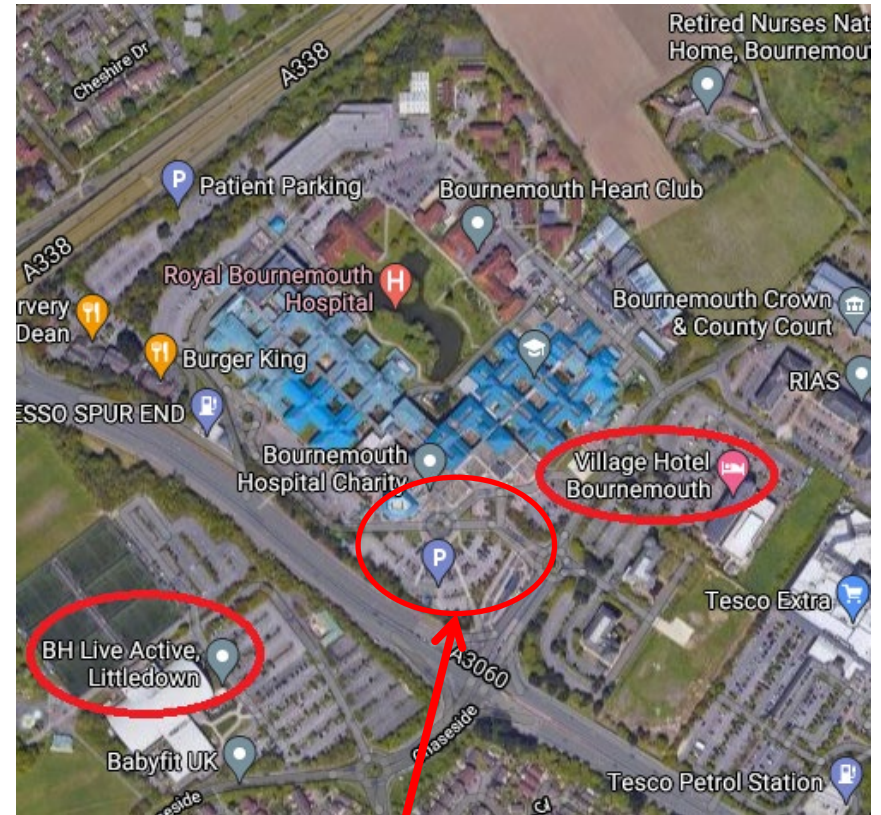 Retired Nurses Nat
Home, Bournemou
Cheshire Dr
A338
P
Patient Parking
Bournemouth Heart Club
A338
Royal Bournemouth
Hospital
H
Bournemouth Crown
& County Court
rvery
Dean
Burger King
RIAS
ESSO SPUR END
Bournemouth
Hospital Charity
Village Hotel
Bournemouth
P
Tesco Extra
BH Live Active,
Littledown
A3060
Chaseside
Babyfit UK
Tesco Petrol Station
eside